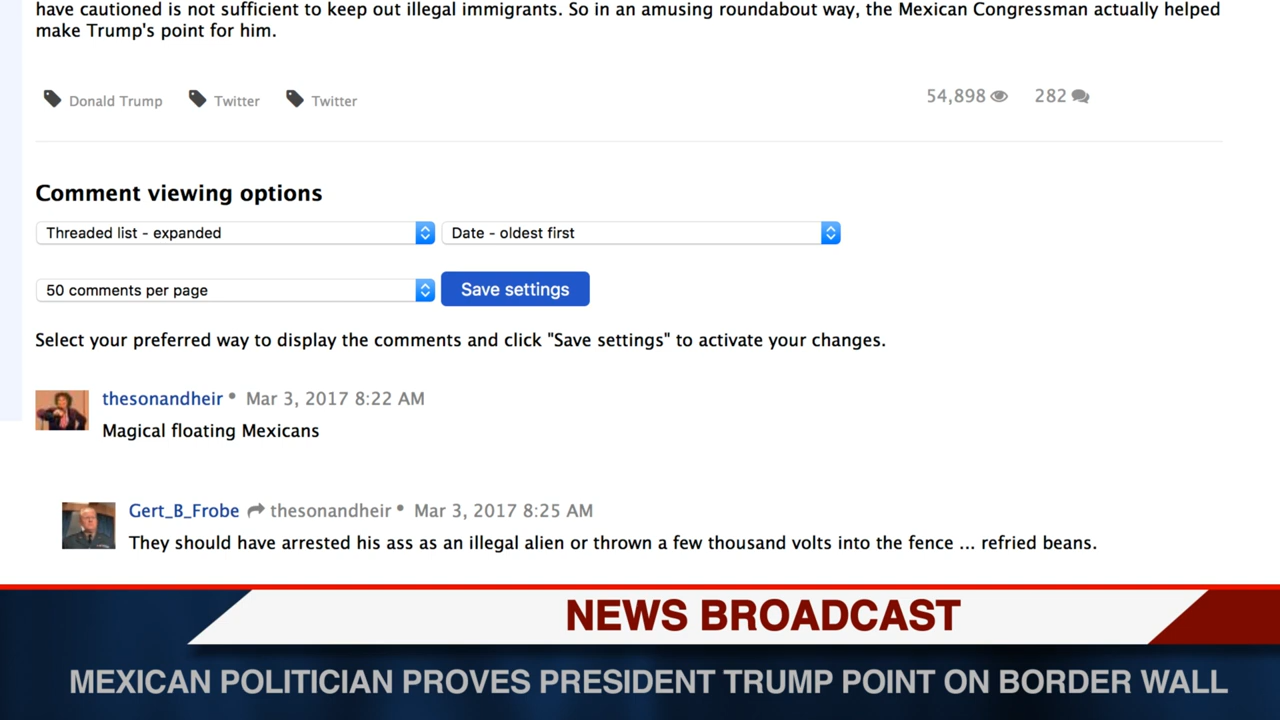 have cautioned is not sufficient to keep out illegal immigrants. So in an amusing roundabout way, the Mexican Congressman actually helped
make Trump's point for him.
Donald Trump Twitter Twitter 54,898 282
Comment viewing options
Threaded list - expanded Date - oldest first
50 comments per page Save settings
Select your preferred way to display the comments and click "Save settings" to activate your changes.
thesonandheir • Mar 3, 2017 8:22 AM
Magical floating Mexicans
Gert_B_Frobe thesonandheir • Mar 3, 2017 8:25 AM
They should have arrested his ass as an illegal alien or thrown a few thousand volts into the fence ... refried beans.
NEWS BROADCAST
MEXICAN POLITICIAN PROVES PRESIDENT TRUMP POINT ON BORDER WALL